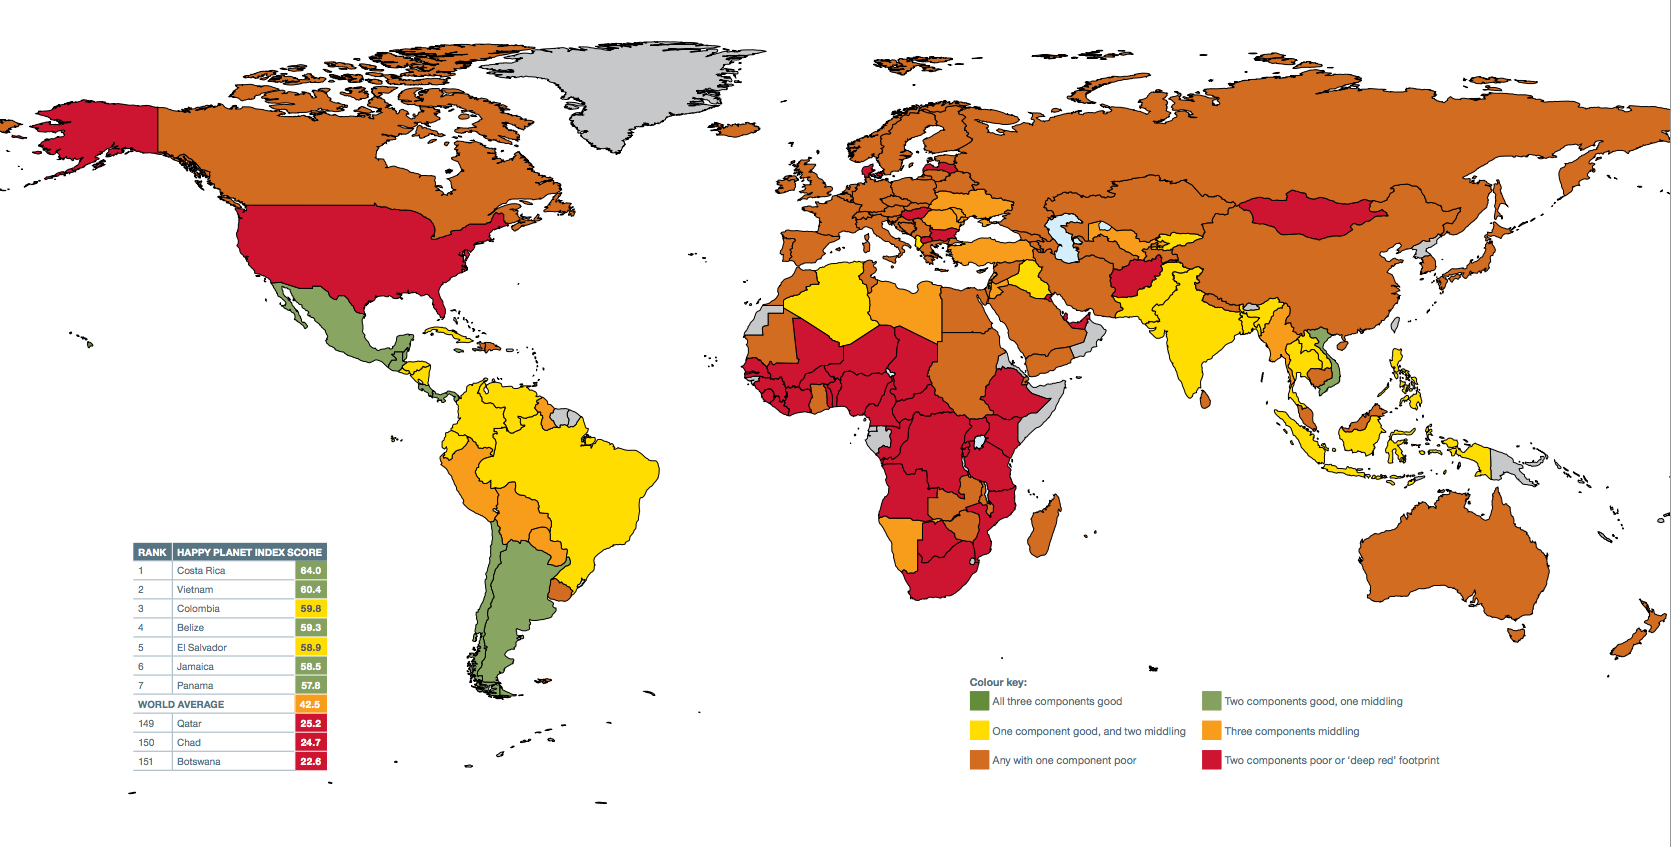 RANK HAPPY PLANET INDEX SCORE
1 Costa Rica 64.0
2 Vietnam 60.4
3 Colombia 59.8
4 Belize 59.3
5 El Salvador 58.9
6 Jamaica 58.5
7 Panama 57.8
WORLD AVERAGE 42.5
149 Qatar 25.2
150 Chad 24.7
151 Botswana 22.6
Colour key:
All three components good
Two components good, one middling
One component good, and two middling
Three components middling
Any with one component poor
Two components poor or 'deep red' footprint